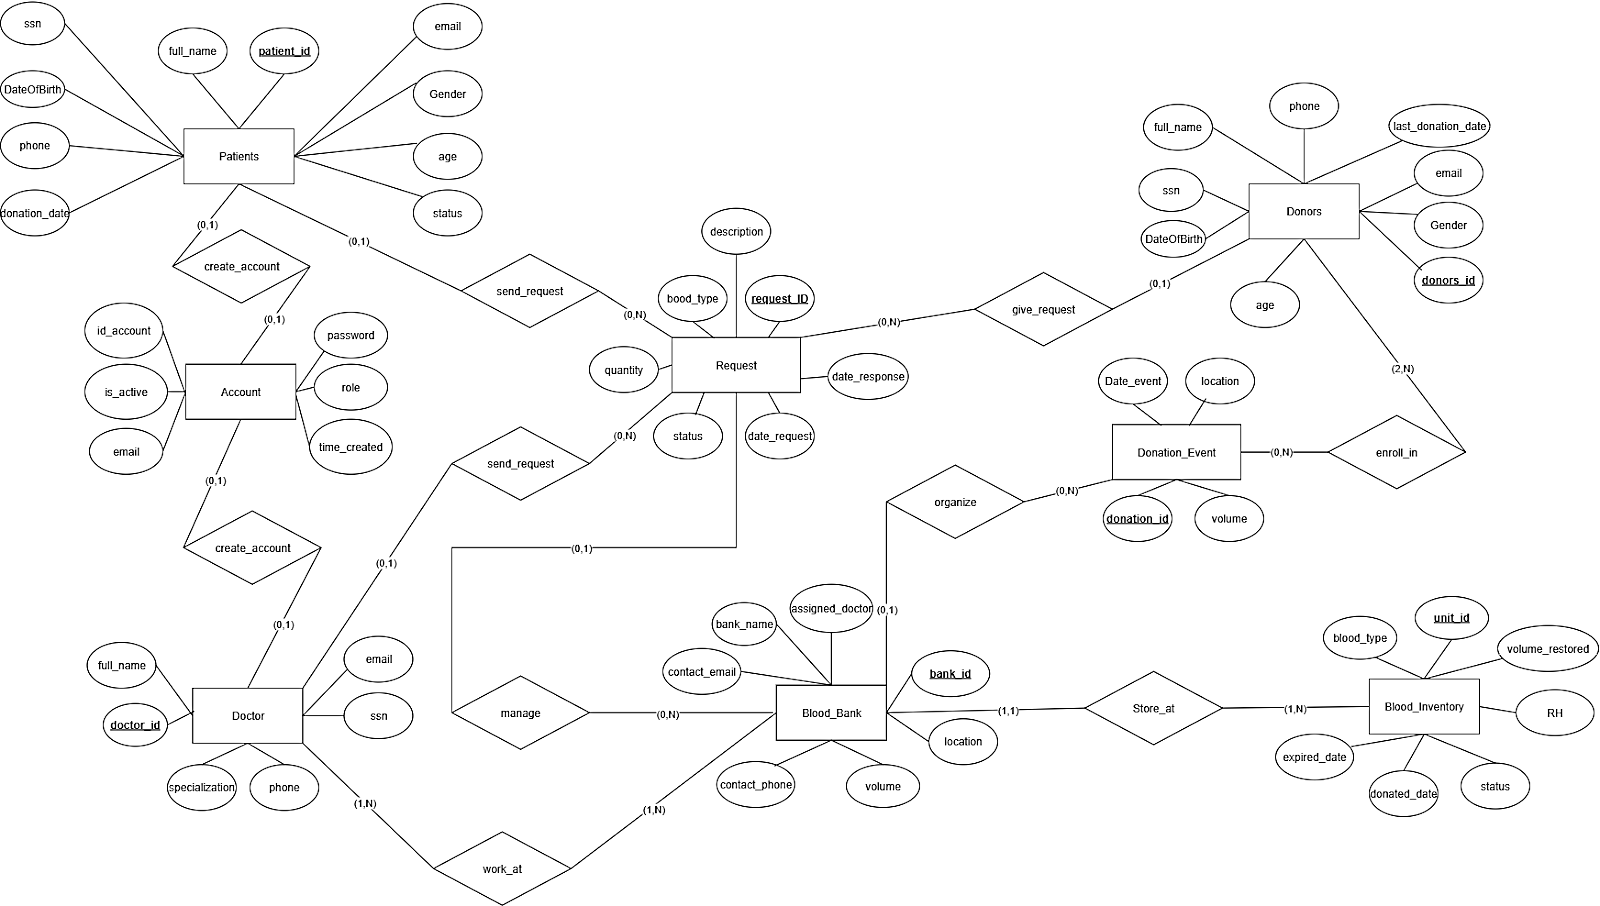 ssn
full_name
patient_id
email
DateOfBirth
Gender
phone
Patients
age
donation_date
status
(0,1)
(0,1)
create_account
send_request
(0,1)
(0,N)
description
bood_type
request_ID
quantity
Request
date_response
status
date_request
(0,N)
give_request
(0,1)
full_name
phone
last_donation_date
ssn
email
DateOfBirth
Donors
Gender
donors_id
age
(2,N)
id_account
password
is_active
Account
role
email
time_created
(0,1)
create_account
(0,1)
send_request
(0,N)
(0,1)
(0,1)
Date_event
location
Donation_Event
(0,N)
enroll_in
donation_id
volume
organize
(0,N)
(0,1)
full_name
email
doctor_id
Doctor
ssn
specialization
phone
manage
(0,N)
bank_name
assigned_doctor
contact_email
bank_id
Blood_Bank
location
contact_phone
volume
(1,1)
Store_at
(1,N)
blood_type
unit_id
volume_restored
Blood_Inventory
RH
expired_date
donated_date
status
(1,N)
work_at
(1,N)